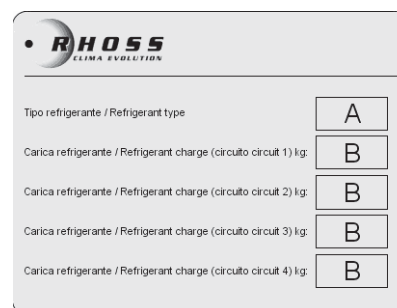 • RHOSS
CLIMA EVOLUTION
Tipo refrigerante / Refrigerant type A
Carica refrigerante / Refrigerant charge (circuito circuit 1) kg: B
Carica refrigerante / Refrigerant charge (circuito circuit 2) kg: B
Carica refrigerante / Refrigerant charge (circuito circuit 3) kg: B
Carica refrigerante / Refrigerant charge (circuito circuit 4) kg: B